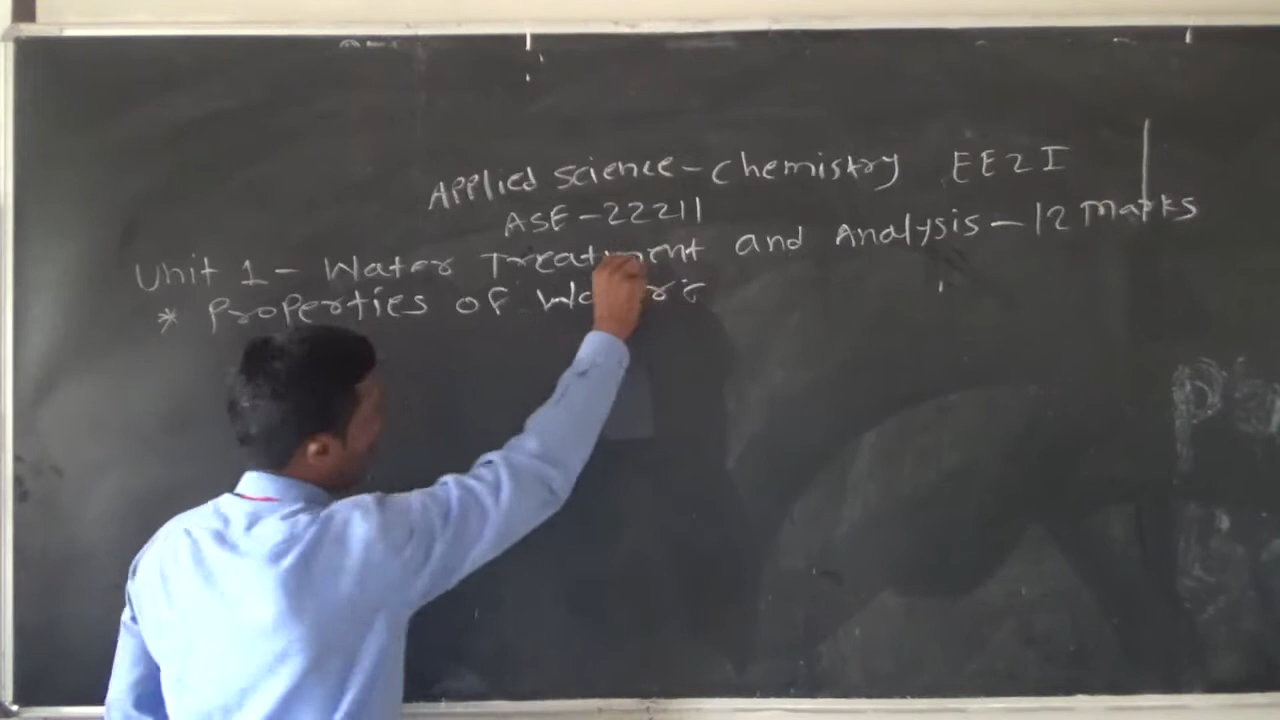 Applied Science - Chemistry EE2I
ASE - 22211
Unit 1 - Water Treatment and Analysis - 12 Marks
* Properties of